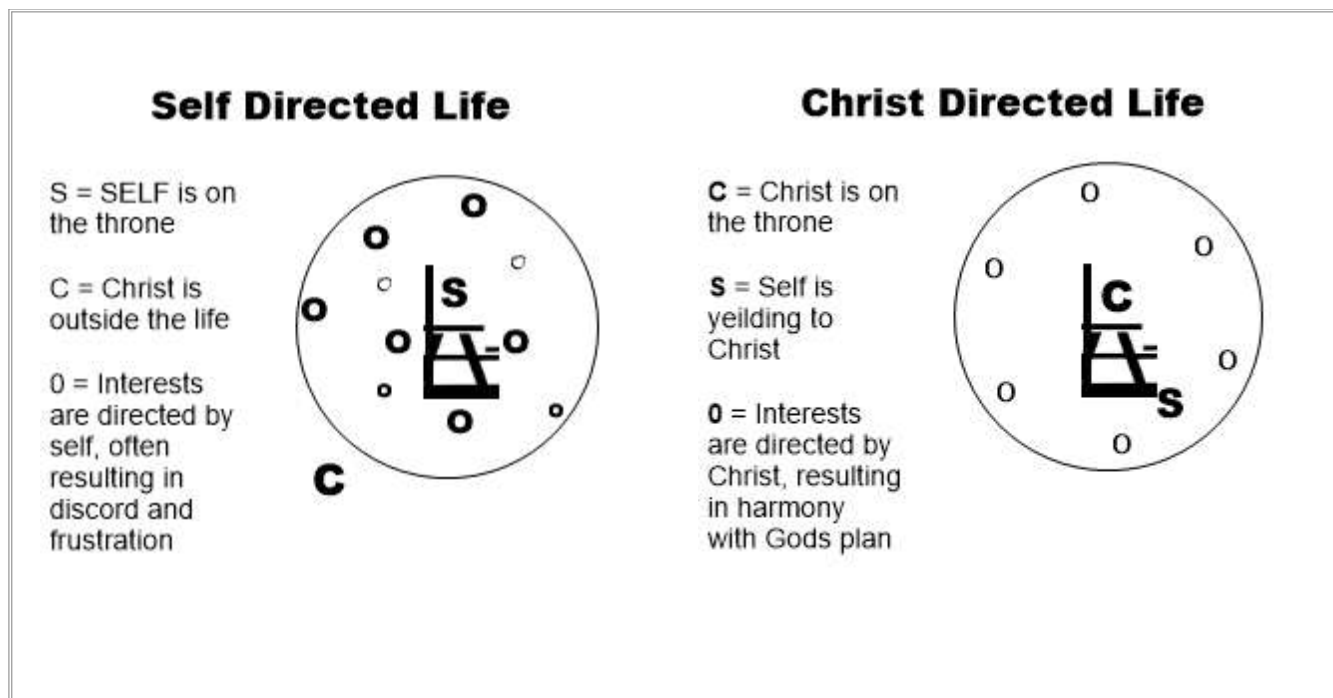 Self Directed Life
S = SELF is on
the throne
C = Christ is
outside the life
0 = Interests
are directed by
self, often
resulting in
discord and
frustration
O
O
O
O
S
O
O
O
O
O
O
C
Christ Directed Life
C = Christ is on
the throne
S = Self is
yeilding to
Christ
0 = Interests
are directed by
Christ, resulting
in harmony
with Gods plan
O
O
O
C
O
O
S
O